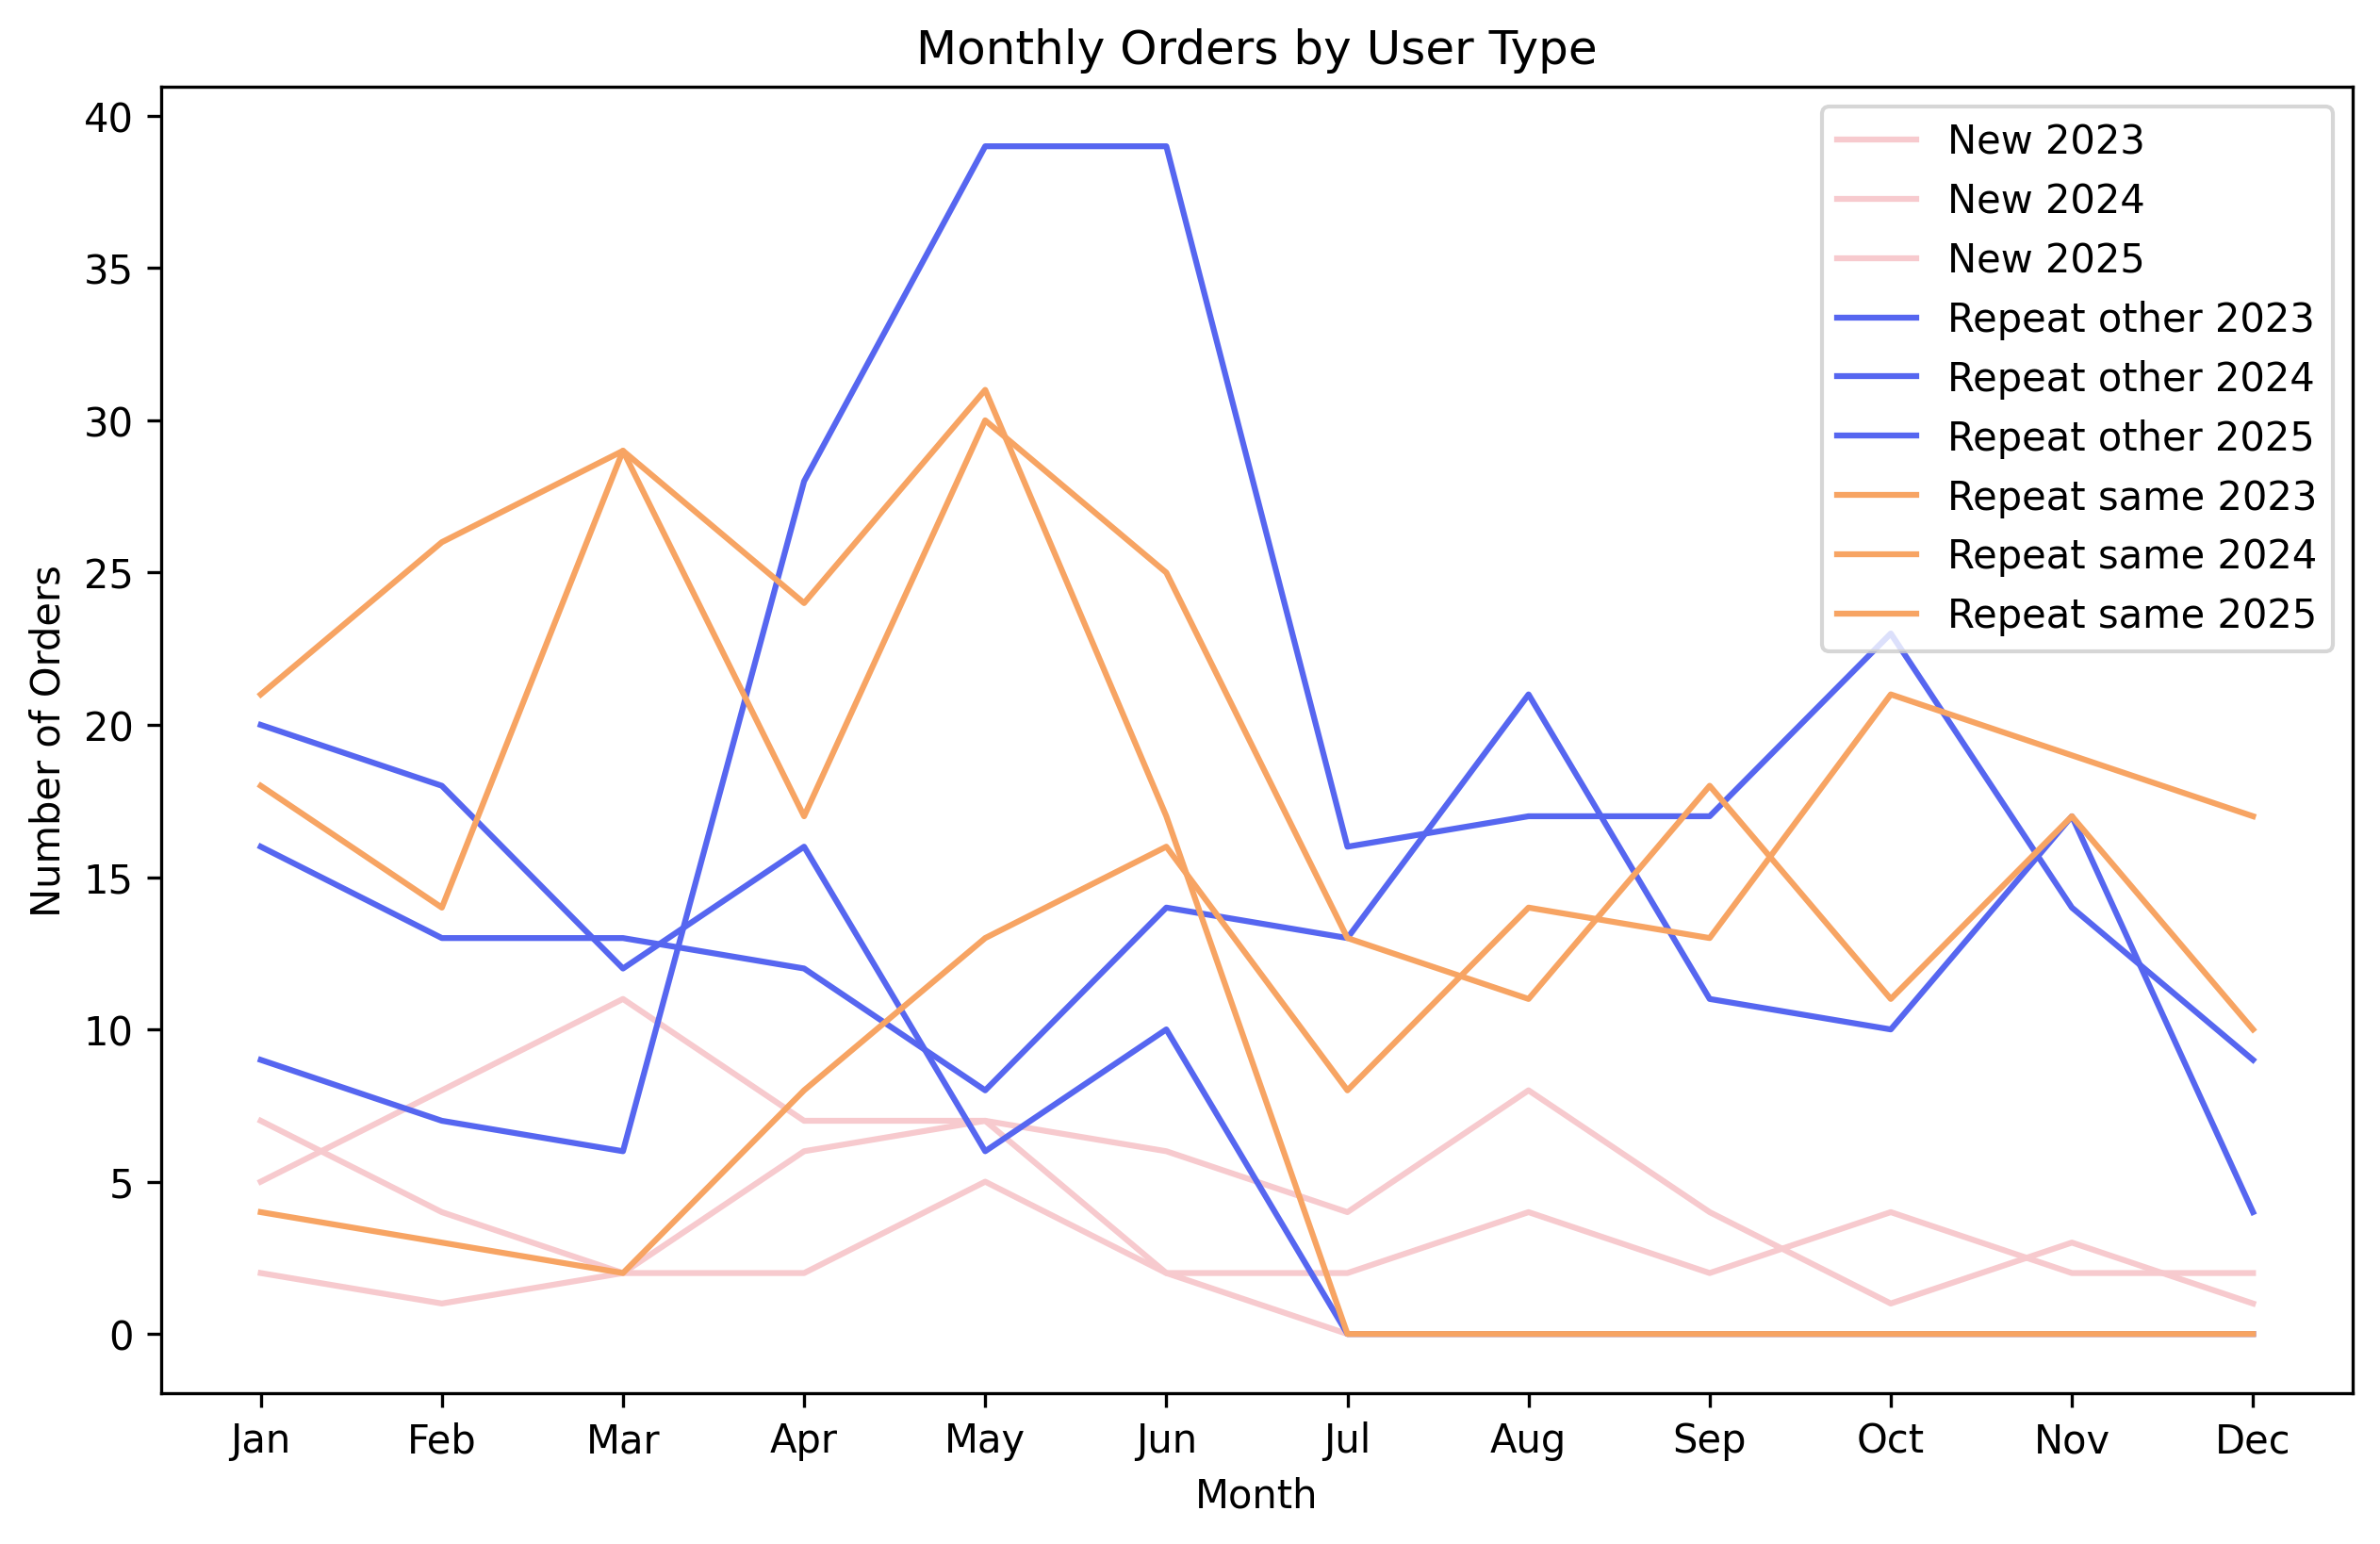 Monthly Orders by User Type
40
35
30
25
20
15
10
5
0
Number of Orders
New 2023
New 2024
New 2025
Repeat other 2023
Repeat other 2024
Repeat other 2025
Repeat same 2023
Repeat same 2024
Repeat same 2025
Jan Feb Mar Apr May Jun Jul Aug Sep Oct Nov Dec
Month